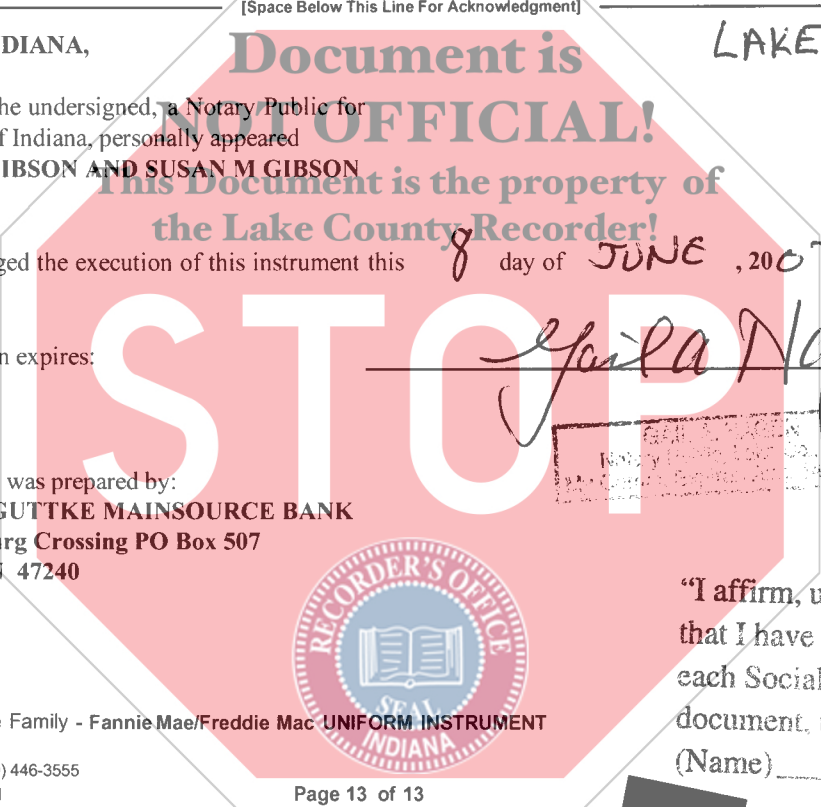 [Space Below This Line For Acknowledgment]
DIANA,
LAKE
Document is
he undersigned, a Notary Public for
NOT OFFICIAL!
f Indiana, personally appeared
IBSON AND SUSAN M GIBSON
This Document is the property of
the Lake County Recorder!
ged the execution of this instrument this 8 day of JUNE , 200
STOP
n expires:
Gail A
was prepared by:
GUTTKE MAINSOURCE BANK
rg Crossing PO Box 507
47240
RECORDER'S OFFICE
SEAL
INDIANA
"I affirm, u
that I have
each Social
document,
(Name)
e Family - Fannie Mae/Freddie Mac UNIFORM INSTRUMENT
) 446-3555
Page 13 of 13